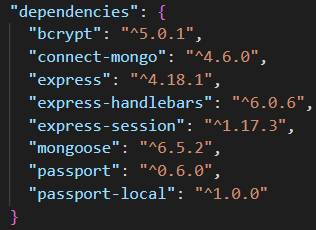 "dependencies": {
"bcrypt": "^5.0.1",
"connect-mongo": "^4.6.0",
"express": "^4.18.1",
"express-handlebars": "^6.0.6",
"express-session": "^1.17.3",
"mongoose": "^6.5.2",
"passport": "^0.6.0",
"passport-local": "^1.0.0"
}